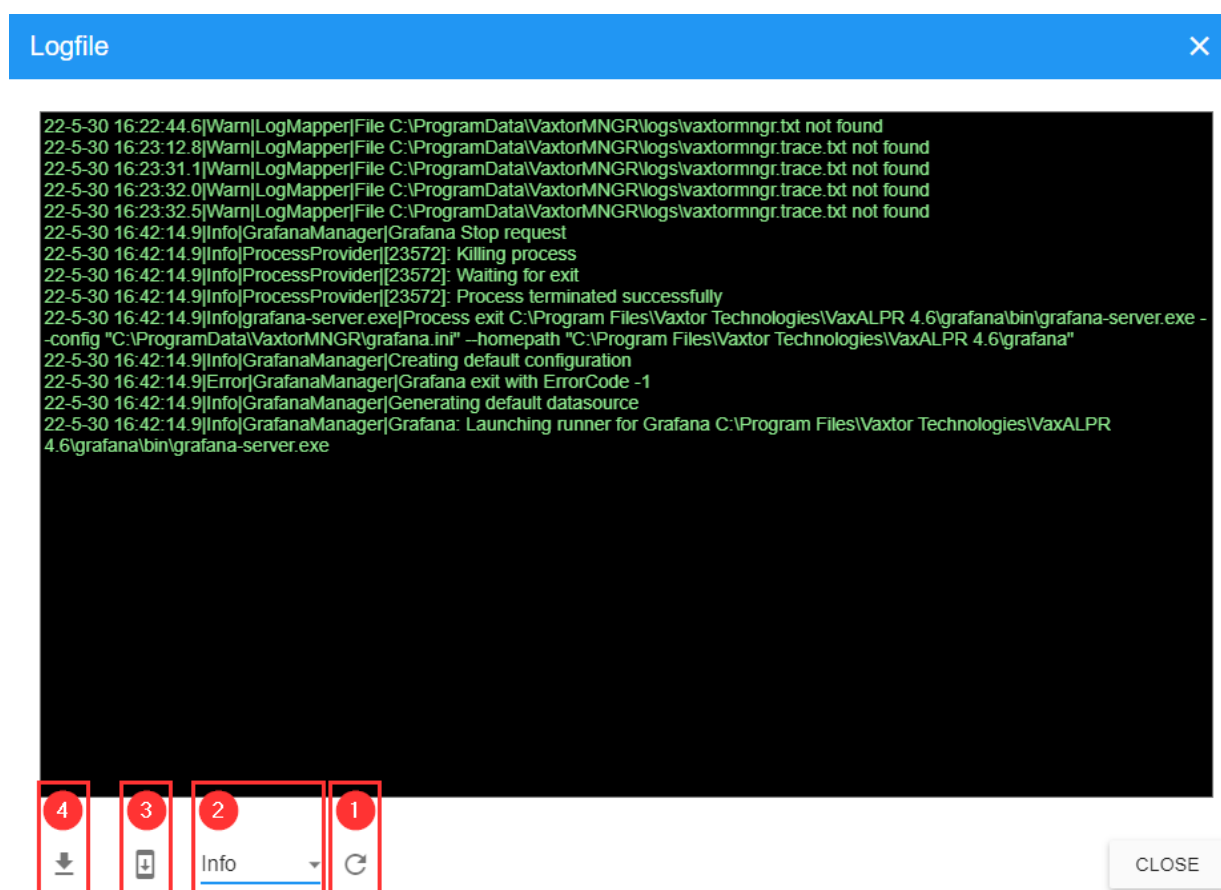 Logfile
22-5-30 16:22:44.6|Warn|LogMapper|File C:\ProgramData\VaxtorMNGR\logs\vaxtormngr.txt not found
22-5-30 16:23:12.8|Warn|LogMapper|File C:\ProgramData\VaxtorMNGR\logs\vaxtormngr.trace.txt not found
22-5-30 16:23:31.1|Warn|LogMapper|File C:\ProgramData\VaxtorMNGR\logs\vaxtormngr.trace.txt not found
22-5-30 16:23:32.0|Warn|LogMapper|File C:\ProgramData\VaxtorMNGR\logs\vaxtormngr.trace.txt not found
22-5-30 16:23:32.5|Warn|LogMapper|File C:\ProgramData\VaxtorMNGR\logs\vaxtormngr.trace.txt not found
22-5-30 16:42:14.9|Info|GrafanaManager|Grafana Stop request
22-5-30 16:42:14.9|Info|ProcessProvider|[23572]: Killing process
22-5-30 16:42:14.9|Info|ProcessProvider|[23572]: Waiting for exit
22-5-30 16:42:14.9|Info|ProcessProvider|[23572]: Process terminated successfully
22-5-30 16:42:14.9|Info|grafana-server.exe|Process exit C:\Program Files\Vaxtor Technologies\VaxALPR 4.6\grafana\bin\grafana-server.exe -
-config "C:\ProgramData\VaxtorMNGR\grafana.ini" --homepath "C:\Program Files\Vaxtor Technologies\VaxALPR 4.6\grafana"
22-5-30 16:42:14.9|Info|GrafanaManager|Creating default configuration
22-5-30 16:42:14.9|Error|GrafanaManager|Grafana exit with ErrorCode -1
22-5-30 16:42:14.9|Info|GrafanaManager|Generating default datasource
22-5-30 16:42:14.9|Info|GrafanaManager|Grafana: Launching runner for Grafana C:\Program Files\Vaxtor Technologies\VaxALPR
4.6\grafana\bin\grafana-server.exe
4 3 2 1
Info CLOSE